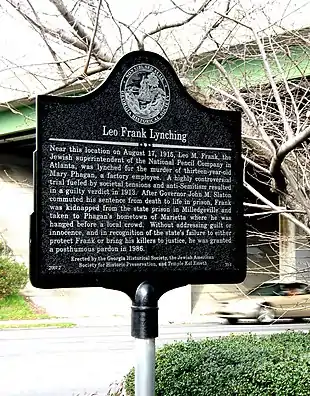 Leo Frank Lynching
Near this location on August 17, 1915, Leo M. Frank, the
Jewish superintendent of the National Pencil Company in
Atlanta, was lynched for the murder of thirteen-year-old
Mary Phagan, a factory employee. A highly controversial
trial fueled by societal tensions and anti-Semitism resulted
in a guilty verdict in 1913. After Governor John M. Slaton
commuted his sentence from death to life in prison, Frank
was kidnapped from the state prison in Milledgeville and
taken to Phagan's hometown of Marietta where he was
hanged before a local crowd. Without addressing guilt or
innocence, and in recognition of the state's failure to either
protect Frank or bring his killers to justice, he was granted
a posthumous pardon in 1986.
Erected by the Georgia Historical Society, the Jewish American
Society for Historic Preservation, and Temple Kol Emeth